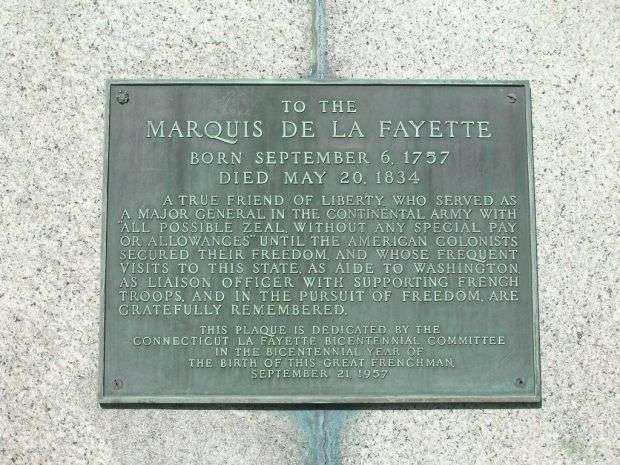 TO THE
MARQUIS DE LA FAYETTE
BORN SEPTEMBER 6, 1757
DIED MAY 20, 1834
A TRUE FRIEND OF LIBERTY, WHO SERVED AS
A MAJOR GENERAL IN THE CONTINENTAL ARMY WITH
"ALL POSSIBLE ZEAL, WITHOUT ANY SPECIAL PAY
OR ALLOWANCES" UNTIL THE AMERICAN COLONISTS
SECURED THEIR FREEDOM, AND WHOSE FREQUENT
VISITS TO THIS STATE, AS AIDE TO WASHINGTON,
AS LIAISON OFFICER WITH SUPPORTING FRENCH
TROOPS, AND IN THE PURSUIT OF FREEDOM, ARE
GRATEFULLY REMEMBERED.
THIS PLAQUE IS DEDICATED BY THE
CONNECTICUT LA FAYETTE BICENTENNIAL COMMITTEE
IN THE BICENTENNIAL YEAR OF
THE BIRTH OF THIS GREAT FRENCHMAN,
SEPTEMBER 21, 1957